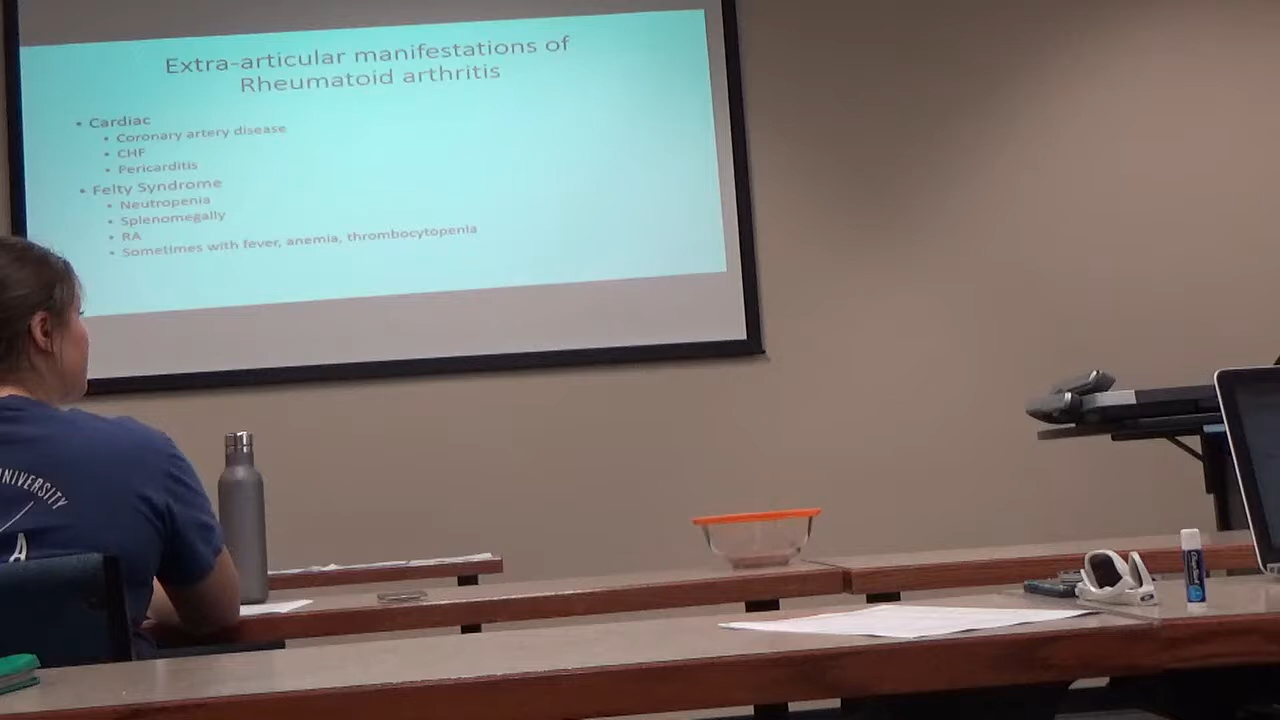 Extra-articular manifestations of
Rheumatoid arthritis
• Cardiac
• Coronary artery disease
• CHF
• Pericarditis
• Felty Syndrome
• Neutropenia
• Splenomegally
• RA
• Sometimes with fever, anemia, thrombocytopenia
NIVERSITY
A